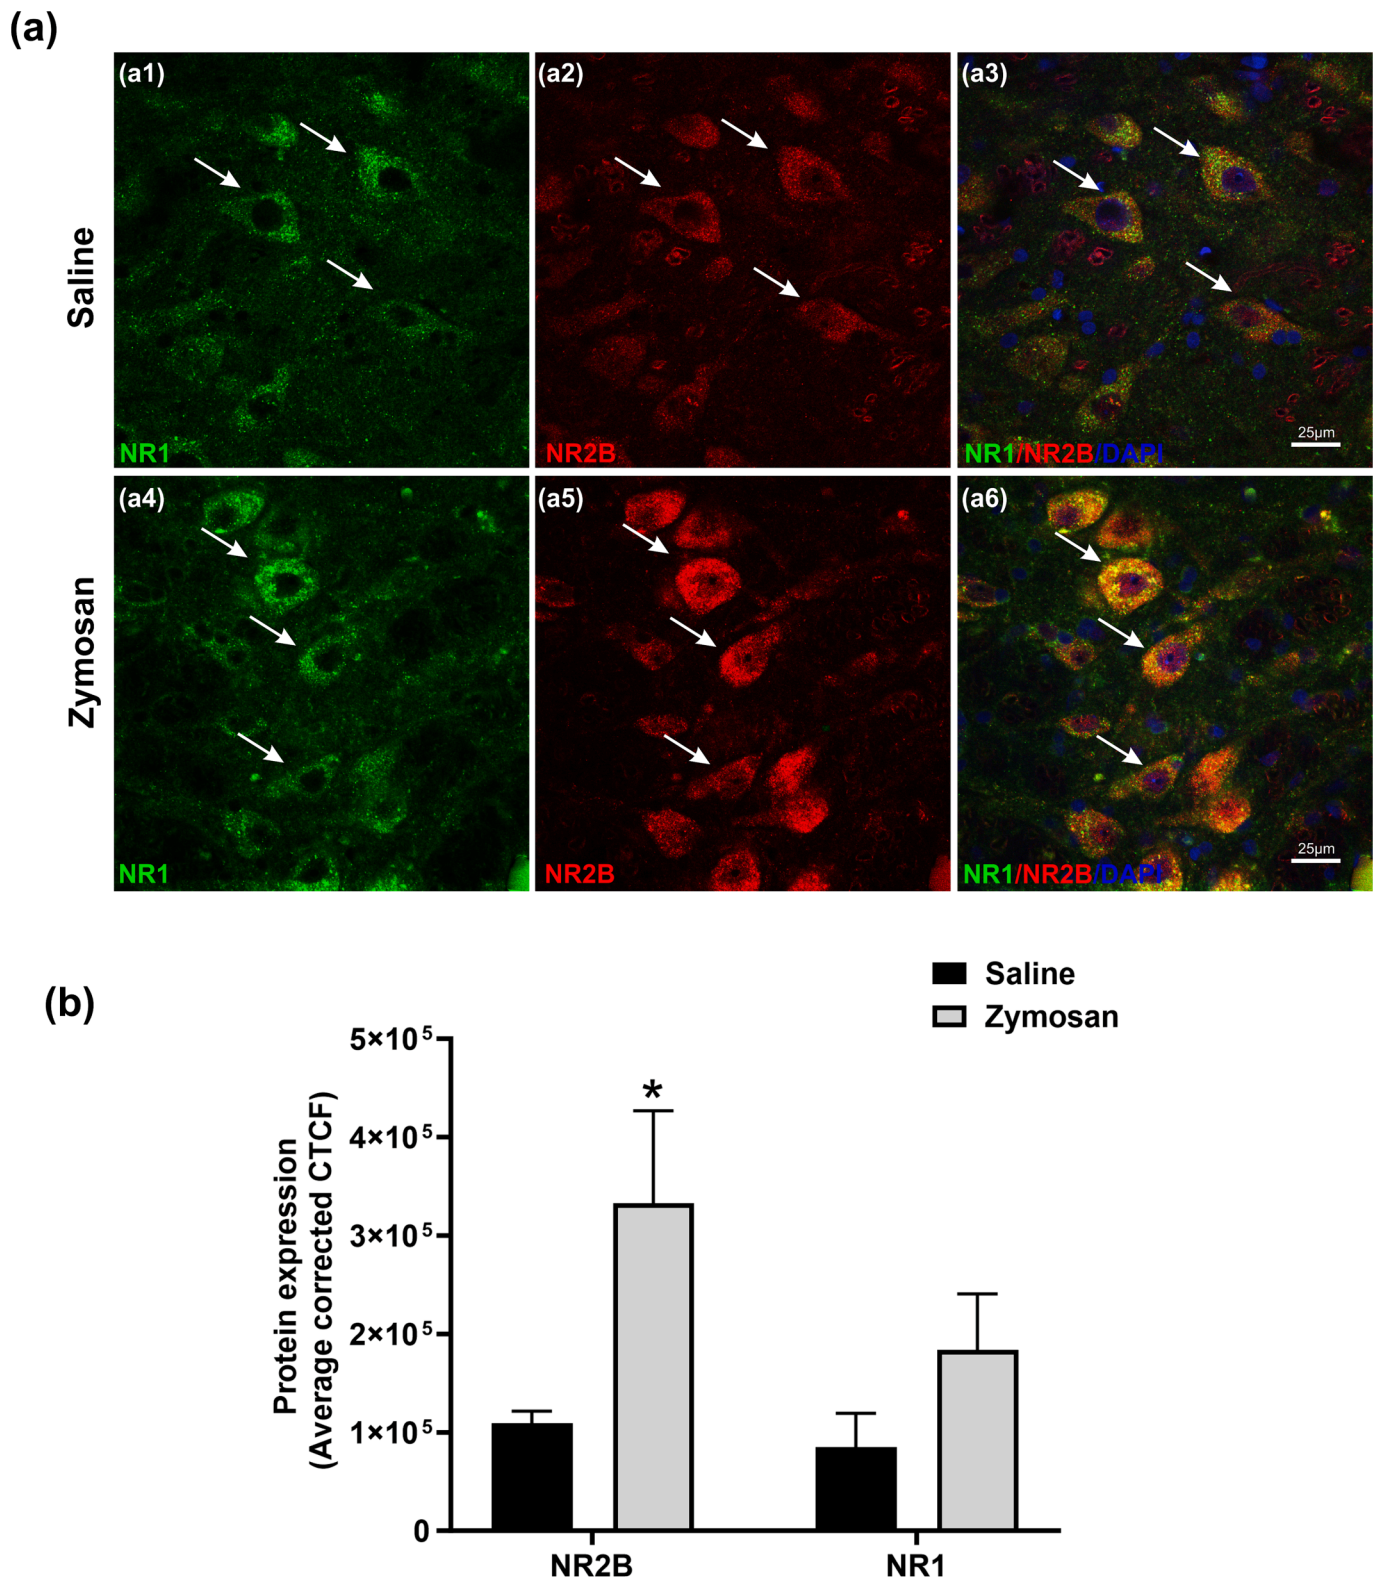 (a)
(a1)
(a2)
(a3)
Saline
NR1
NR2B
25µm
NR1/NR2B/DAPI
(a4)
(a5)
(a6)
Zymosan
NR1
NR2B
25µm
NR1/NR2B/DAPI
(b)
Saline
Zymosan
Protein expression
(Average corrected CTCF)
5×10⁵
4×10⁵
3×10⁵
2×10⁵
1×10⁵
0
*
NR2B
NR1